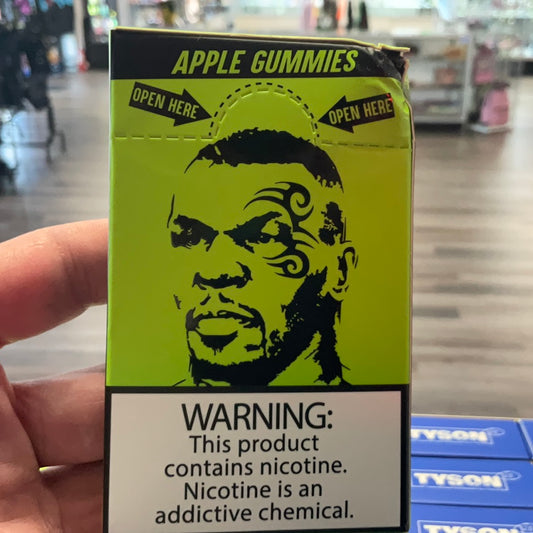 APPLE GUMMIES
OPEN HERE
OPEN HERE
WARNING:
This product
contains nicotine.
Nicotine is an
addictive chemical.
TYSON
TYSON
TYSON